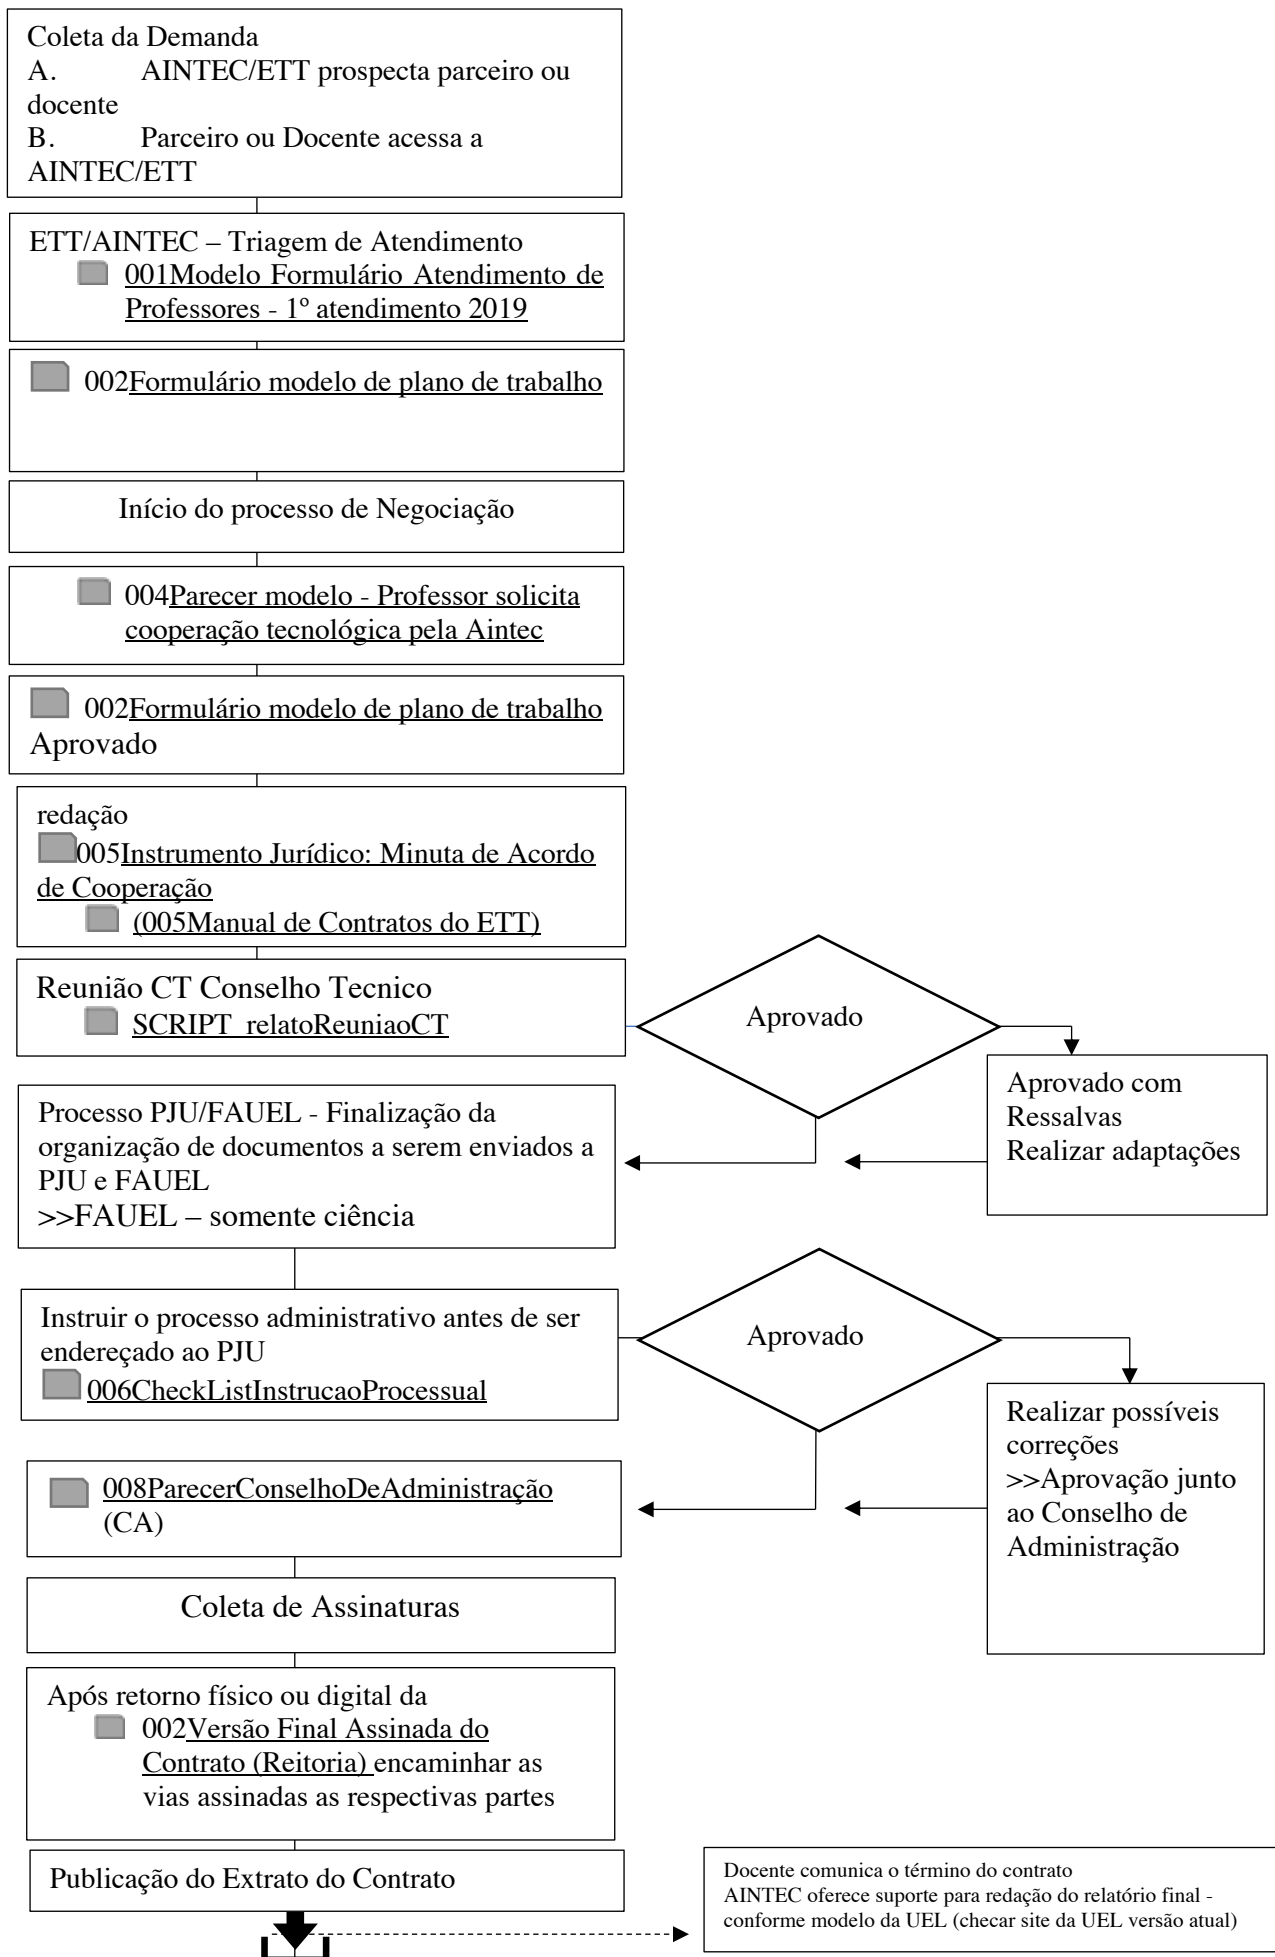 Coleta da Demanda
A. AINTEC/ETT prospecta parceiro ou
docente
B. Parceiro ou Docente acessa a
AINTEC/ETT
ETT/AINTEC – Triagem de Atendimento
001Modelo Formulário Atendimento de
Professores - 1º atendimento 2019
002Formulário modelo de plano de trabalho
Início do processo de Negociação
004Parecer modelo - Professor solicita
cooperação tecnológica pela Aintec
002Formulário modelo de plano de trabalho
Aprovado
redação
005Instrumento Jurídico: Minuta de Acordo
de Cooperação
(005Manual de Contratos do ETT)
Reunião CT Conselho Tecnico
SCRIPT_relatoReuniaoCT
Aprovado
Aprovado com
Ressalvas
Realizar adaptações
Processo PJU/FAUEL - Finalização da
organização de documentos a serem enviados a
PJU e FAUEL
>>FAUEL – somente ciência
Instruir o processo administrativo antes de ser
endereçado ao PJU
006CheckListInstrucaoProcessual
Aprovado
Realizar possíveis
correções
>>Aprovação junto
ao Conselho de
Administração
008ParecerConselhoDeAdministração
(CA)
Coleta de Assinaturas
Após retorno físico ou digital da
002Versão Final Assinada do
Contrato (Reitoria) encaminhar as
vias assinadas as respectivas partes
Publicação do Extrato do Contrato
Docente comunica o término do contrato
AINTEC oferece suporte para redação do relatório final -
conforme modelo da UEL (checar site da UEL versão atual)